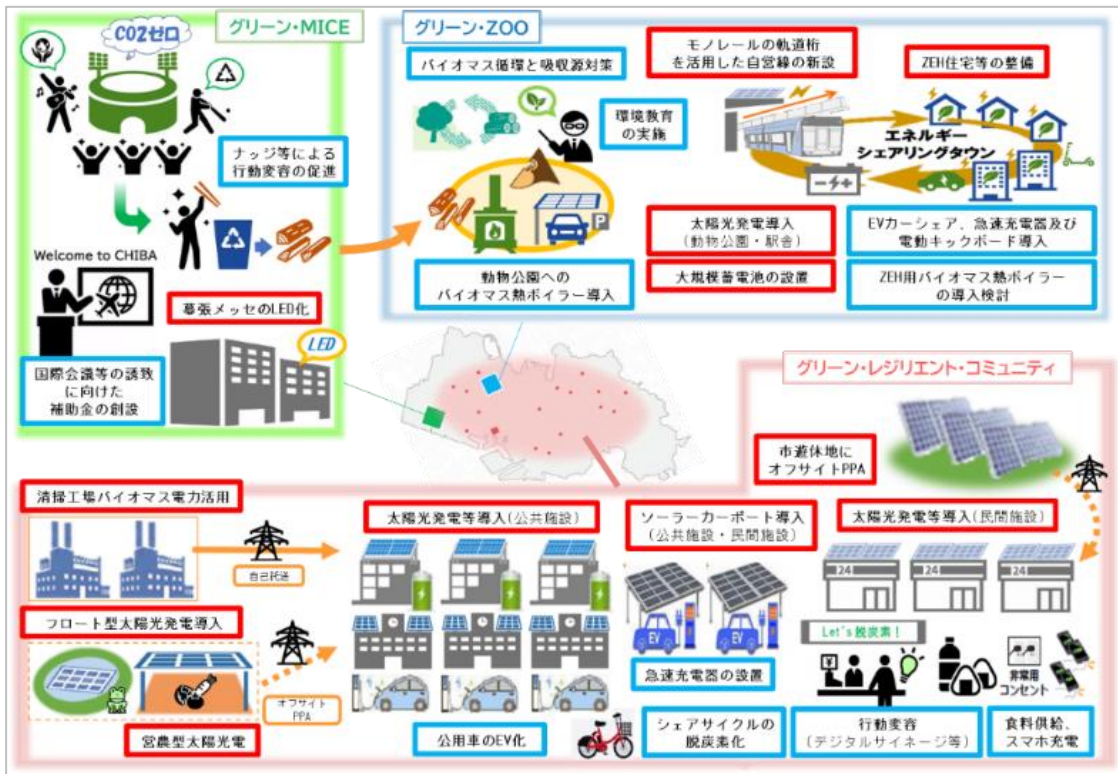 グリーン・MICE
CO2ゼロ
ナッジ等による
行動変容の促進
Welcome to CHIBA
幕張メッセのLED化
LED
国際会議等の誘致
に向けた
補助金の創設
グリーン・ZOO
バイオマス循環と吸収源対策
環境教育
の実施
モノレールの軌道桁
を活用した自営線の新設
ZEH住宅等の整備
エネルギー
シェアリングタウン
P
動物公園への
バイオマス熱ボイラー導入
太陽光発電導入
(動物公園・駅舎)
大規模蓄電池の設置
EVカーシェア、急速充電器及び
電動キックボード導入
ZEH用バイオマス熱ボイラー
の導入検討
グリーン・レジリエント・コミュニティ
市遊休地に
オフサイトPPA
清掃工場バイオマス電力活用
自己託送
フロート型太陽光発電導入
オフサイト
PPA
営農型太陽光電
太陽光発電等導入(公共施設)
公用車のEV化
ソーラーカーポート導入
(公共施設・民間施設)
EV
EV
急速充電器の設置
シェアサイクルの
脱炭素化
太陽光発電等導入(民間施設)
24
24
24
Let's 脱炭素!
行動変容
(デジタルサイネージ等)
非常用
コンセント
食料供給、
スマホ充電